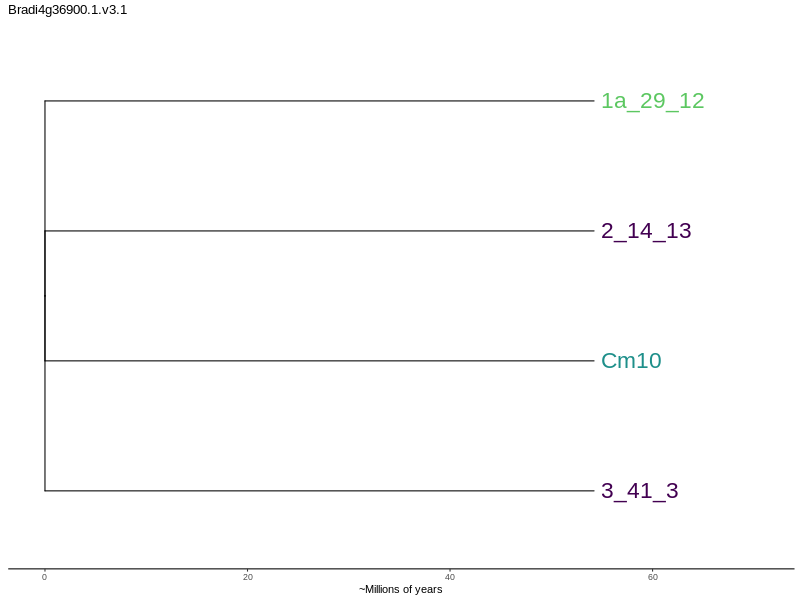 Bradi4g36900.1.v3.1
1a_29_12
2_14_13
Cm10
3_41_3
0 20 40 60
~Millions of years